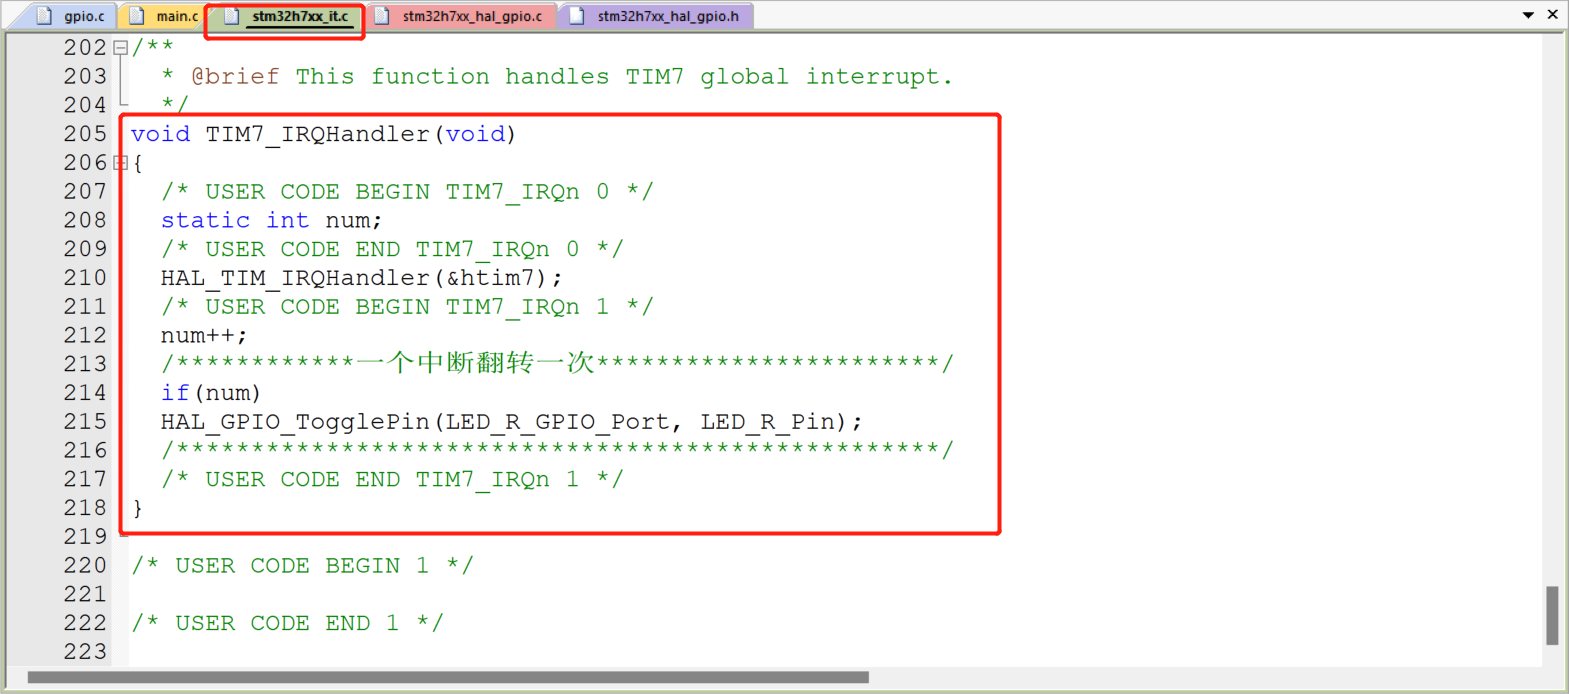 gpio.c main.c stm32h7xx_it.c stm32h7xx_hal_gpio.c stm32h7xx_hal_gpio.h
202 /**
203 * @brief This function handles TIM7 global interrupt.
204 */
205 void TIM7_IRQHandler(void)
206 {
207 /* USER CODE BEGIN TIM7_IRQn 0 */
208 static int num;
209 /* USER CODE END TIM7_IRQn 0 */
210 HAL_TIM_IRQHandler(&htim7);
211 /* USER CODE BEGIN TIM7_IRQn 1 */
212 num++;
213 /************一个中断翻转一次***********************/
214 if(num)
215 HAL_GPIO_TogglePin(LED_R_GPIO_Port, LED_R_Pin);
216 /***************************************************/
217 /* USER CODE END TIM7_IRQn 1 */
218 }
219
220 /* USER CODE BEGIN 1 */
221
222 /* USER CODE END 1 */
223